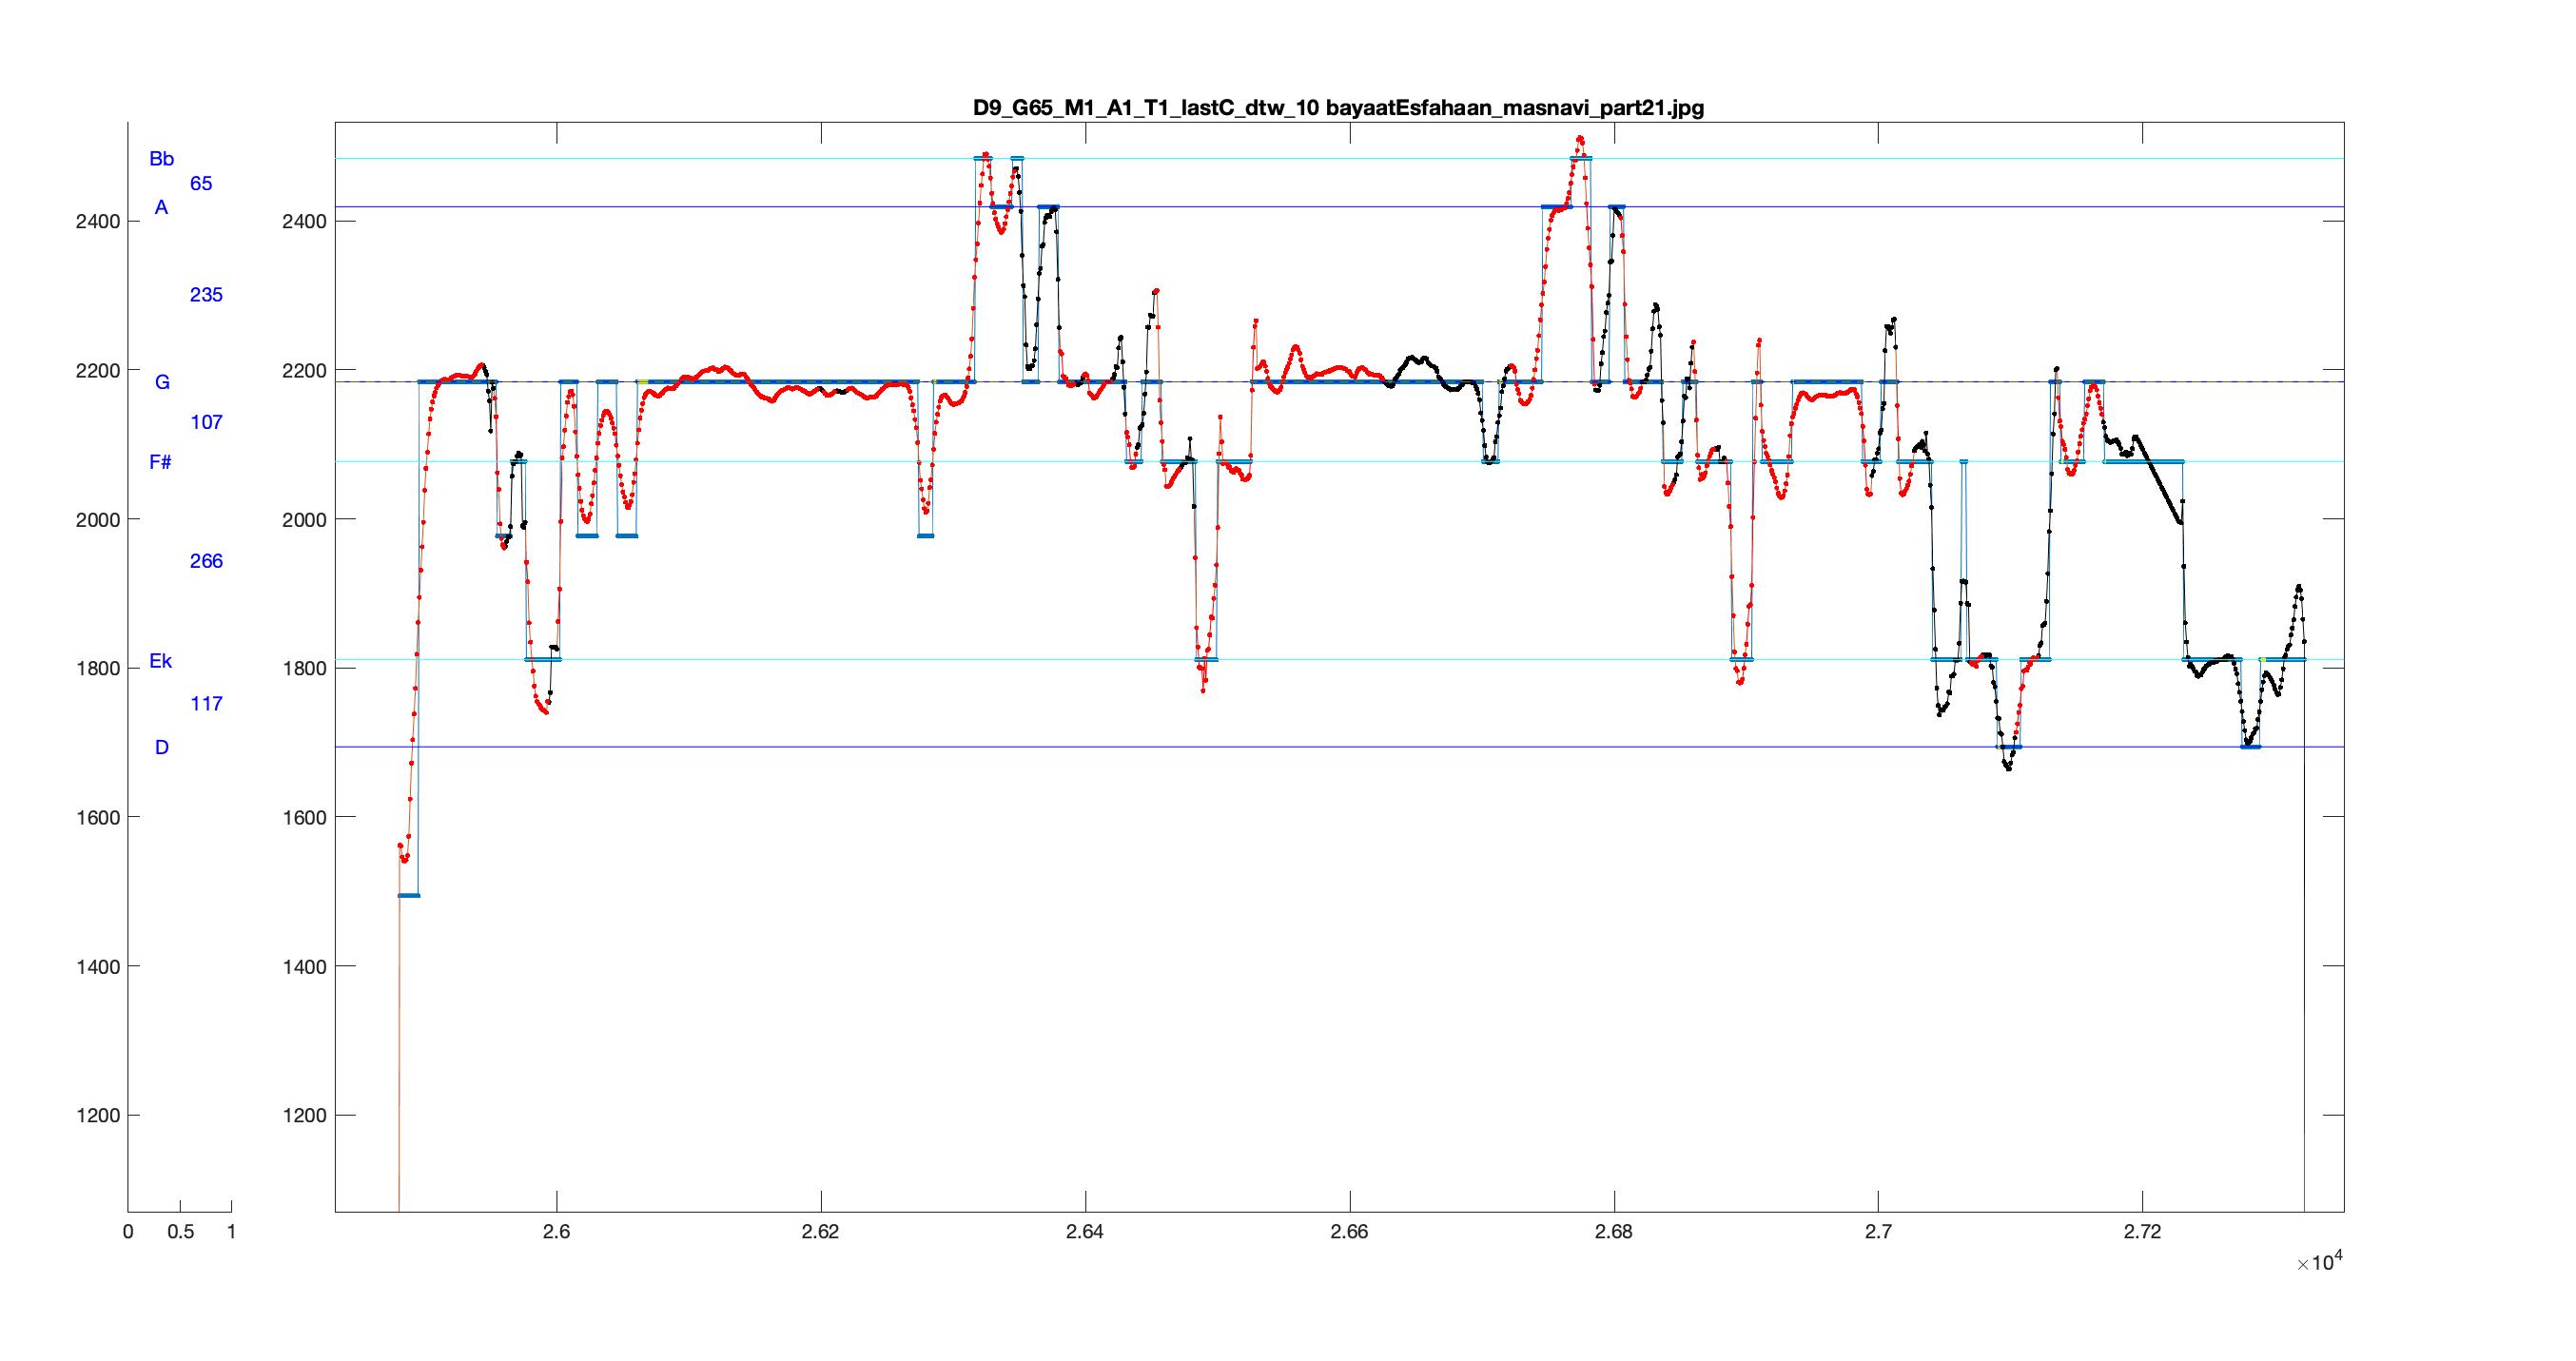 D9_G65_M1_A1_T1_lastC_dtw_10 bayaatEsfahaan_masnavi_part21.jpg
Bb
65
A
2400 2400
235
2200 G 2200
107
F#
2000 2000
266
1800 Ek 1800
117
D
1600 1600
1400 1400
1200 1200
0 0.5 1 2.6 2.62 2.64 2.66 2.68 2.7 2.72
×10^4